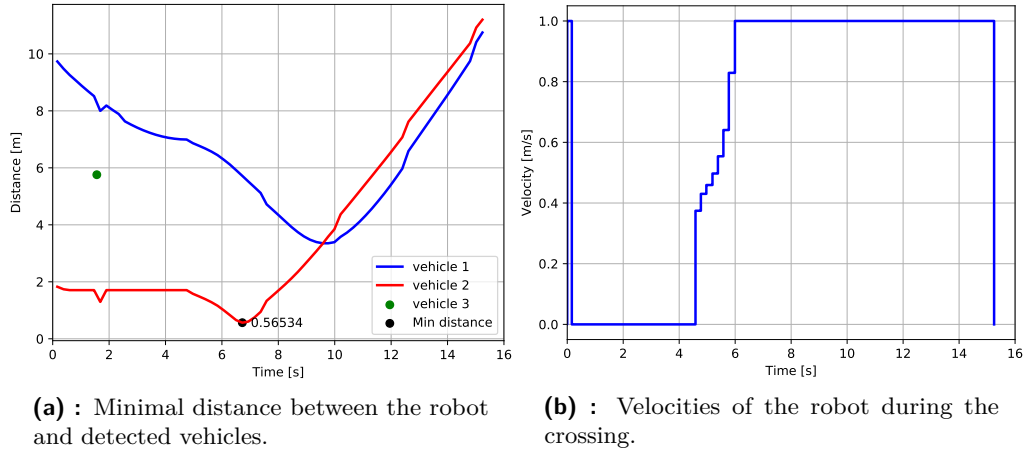 10
8
6
4
2
0
Distance [m]
0 2 4 6 8 10 12 14 16
Time [s]
vehicle 1
vehicle 2
vehicle 3
Min distance
0.56534
1.0
0.8
0.6
0.4
0.2
0.0
Velocity [m/s]
0 2 4 6 8 10 12 14 16
Time [s]
(a) : Minimal distance between the robot
and detected vehicles.
(b) : Velocities of the robot during the
crossing.